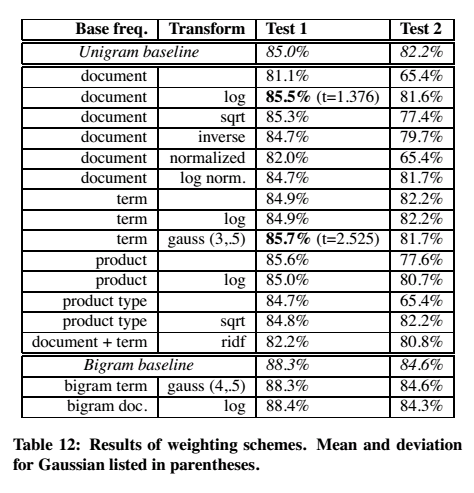 Base freq. Transform Test 1 Test 2
Unigram baseline 85.0% 82.2%
document 81.1% 65.4%
document log 85.5% (t=1.376) 81.6%
document sqrt 85.3% 77.4%
document inverse 84.7% 79.7%
document normalized 82.0% 65.4%
document log norm. 84.7% 81.7%
term 84.9% 82.2%
term log 84.9% 82.2%
term gauss (3,.5) 85.7% (t=2.525) 81.7%
product 85.6% 77.6%
product log 85.0% 80.7%
product type 84.7% 65.4%
product type sqrt 84.8% 82.2%
document + term ridf 82.2% 80.8%
Bigram baseline 88.3% 84.6%
bigram term gauss (4,.5) 88.3% 84.6%
bigram doc. log 88.4% 84.3%
Table 12: Results of weighting schemes. Mean and deviation
for Gaussian listed in parentheses.